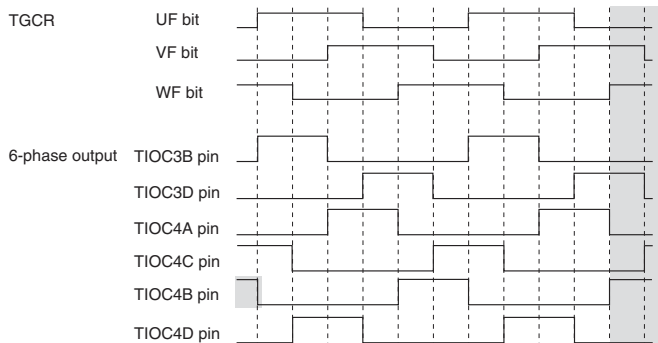 TGCR UF bit
VF bit
WF bit
6-phase output TIOC3B pin
TIOC3D pin
TIOC4A pin
TIOC4C pin
TIOC4B pin
TIOC4D pin